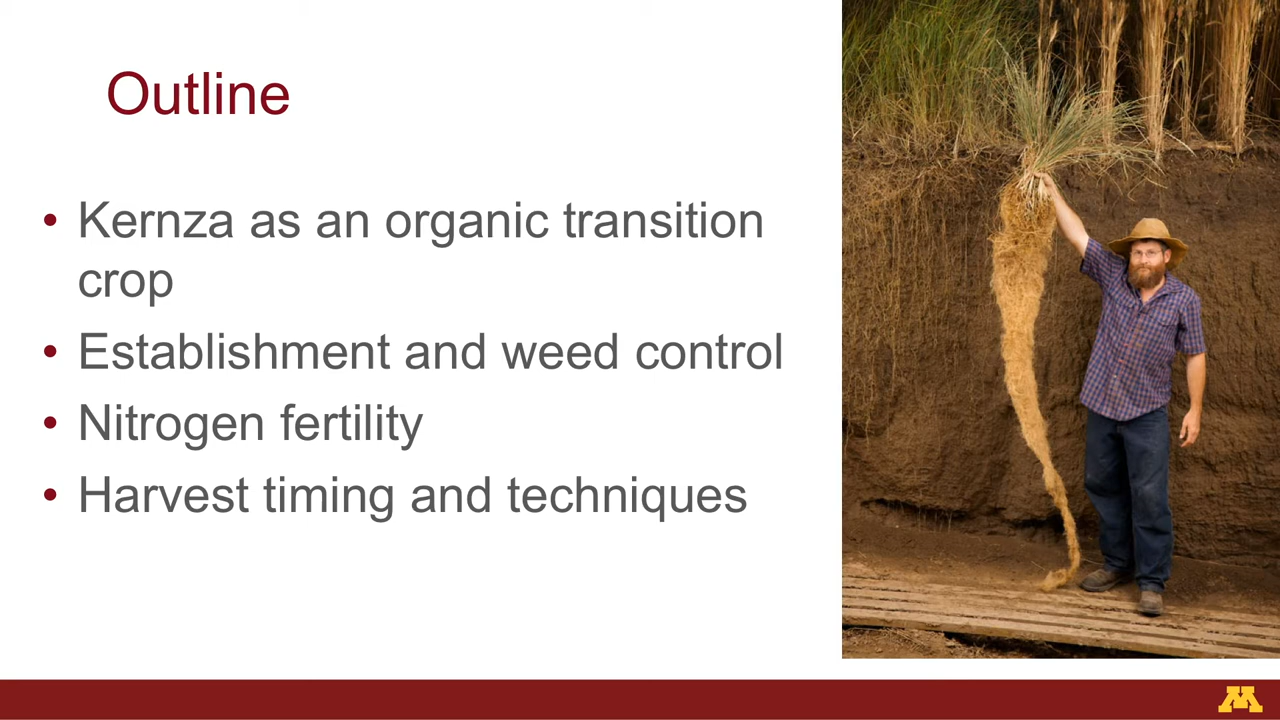 Outline
• Kernza as an organic transition
crop
• Establishment and weed control
• Nitrogen fertility
• Harvest timing and techniques
M